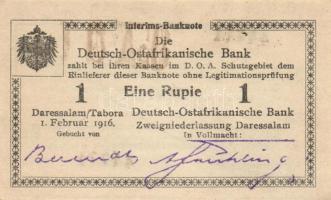 Interims-Banknote
Die
Deutsch-Ostafrikanische Bank
zahlt bei ihren Kassen im D. O. A. Schutzgebiet dem
Einlieferer dieser Banknote ohne Legitimationsprüfung
1 Eine Rupie 1
Daressalam/Tabora
1. Februar 1916.
Gebucht von
Deutsch-Ostafrikanische Bank
Zweigniederlassung Daressalam
In Vollmacht: